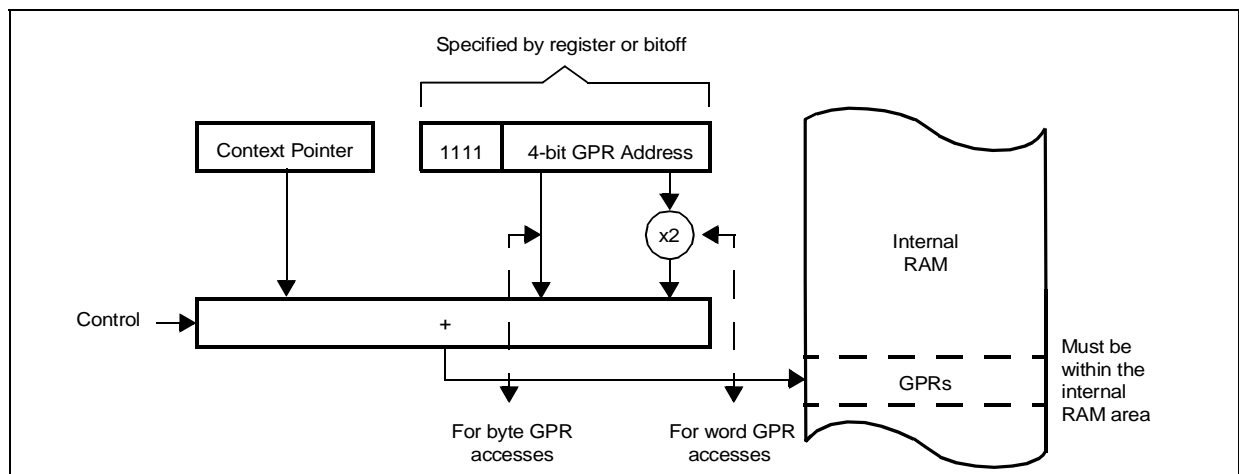 Specified by register or bitoff
Context Pointer
1111
4-bit GPR Address
x2
Internal
RAM
Control
+
GPRs
Must be
within the
internal
RAM area
For byte GPR
accesses
For word GPR
accesses